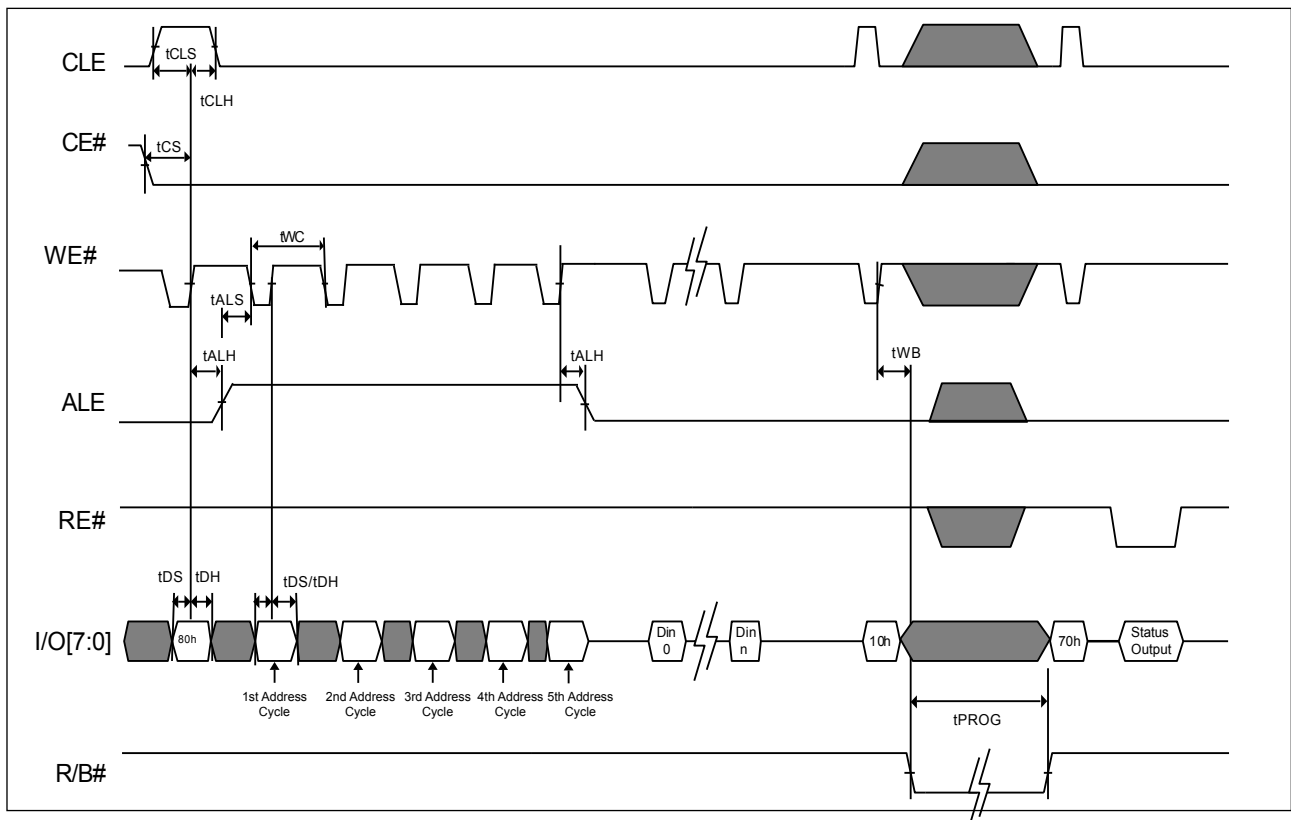 CLE
tCLS
tCLH
CE#
tCS
WE#
tWC
tALS
tALH
tALH
tWB
ALE
RE#
tDS
tDH
tDS/tDH
I/O[7:0]
80h
Din
0
Din
n
10h
70h
Status
Output
1st Address
Cycle
2nd Address
Cycle
3rd Address
Cycle
4th Address
Cycle
5th Address
Cycle
tPROG
R/B#